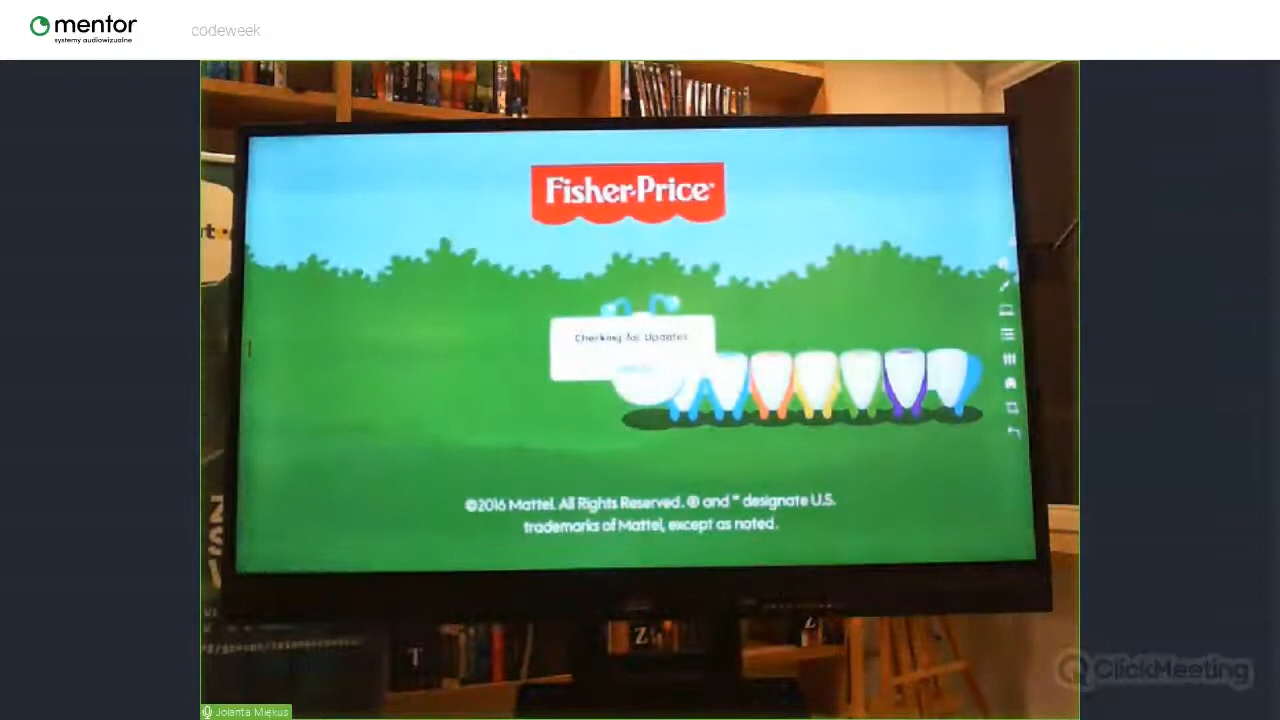 mentor
systemy audiowizualne
codeweek
Fisher-Price
Checking for Updates
©2016 Mattel. All Rights Reserved. ® and ™ designate U.S.
trademarks of Mattel, except as noted.
T
Z
Z
ClickMeeting
Jolanta Miękus